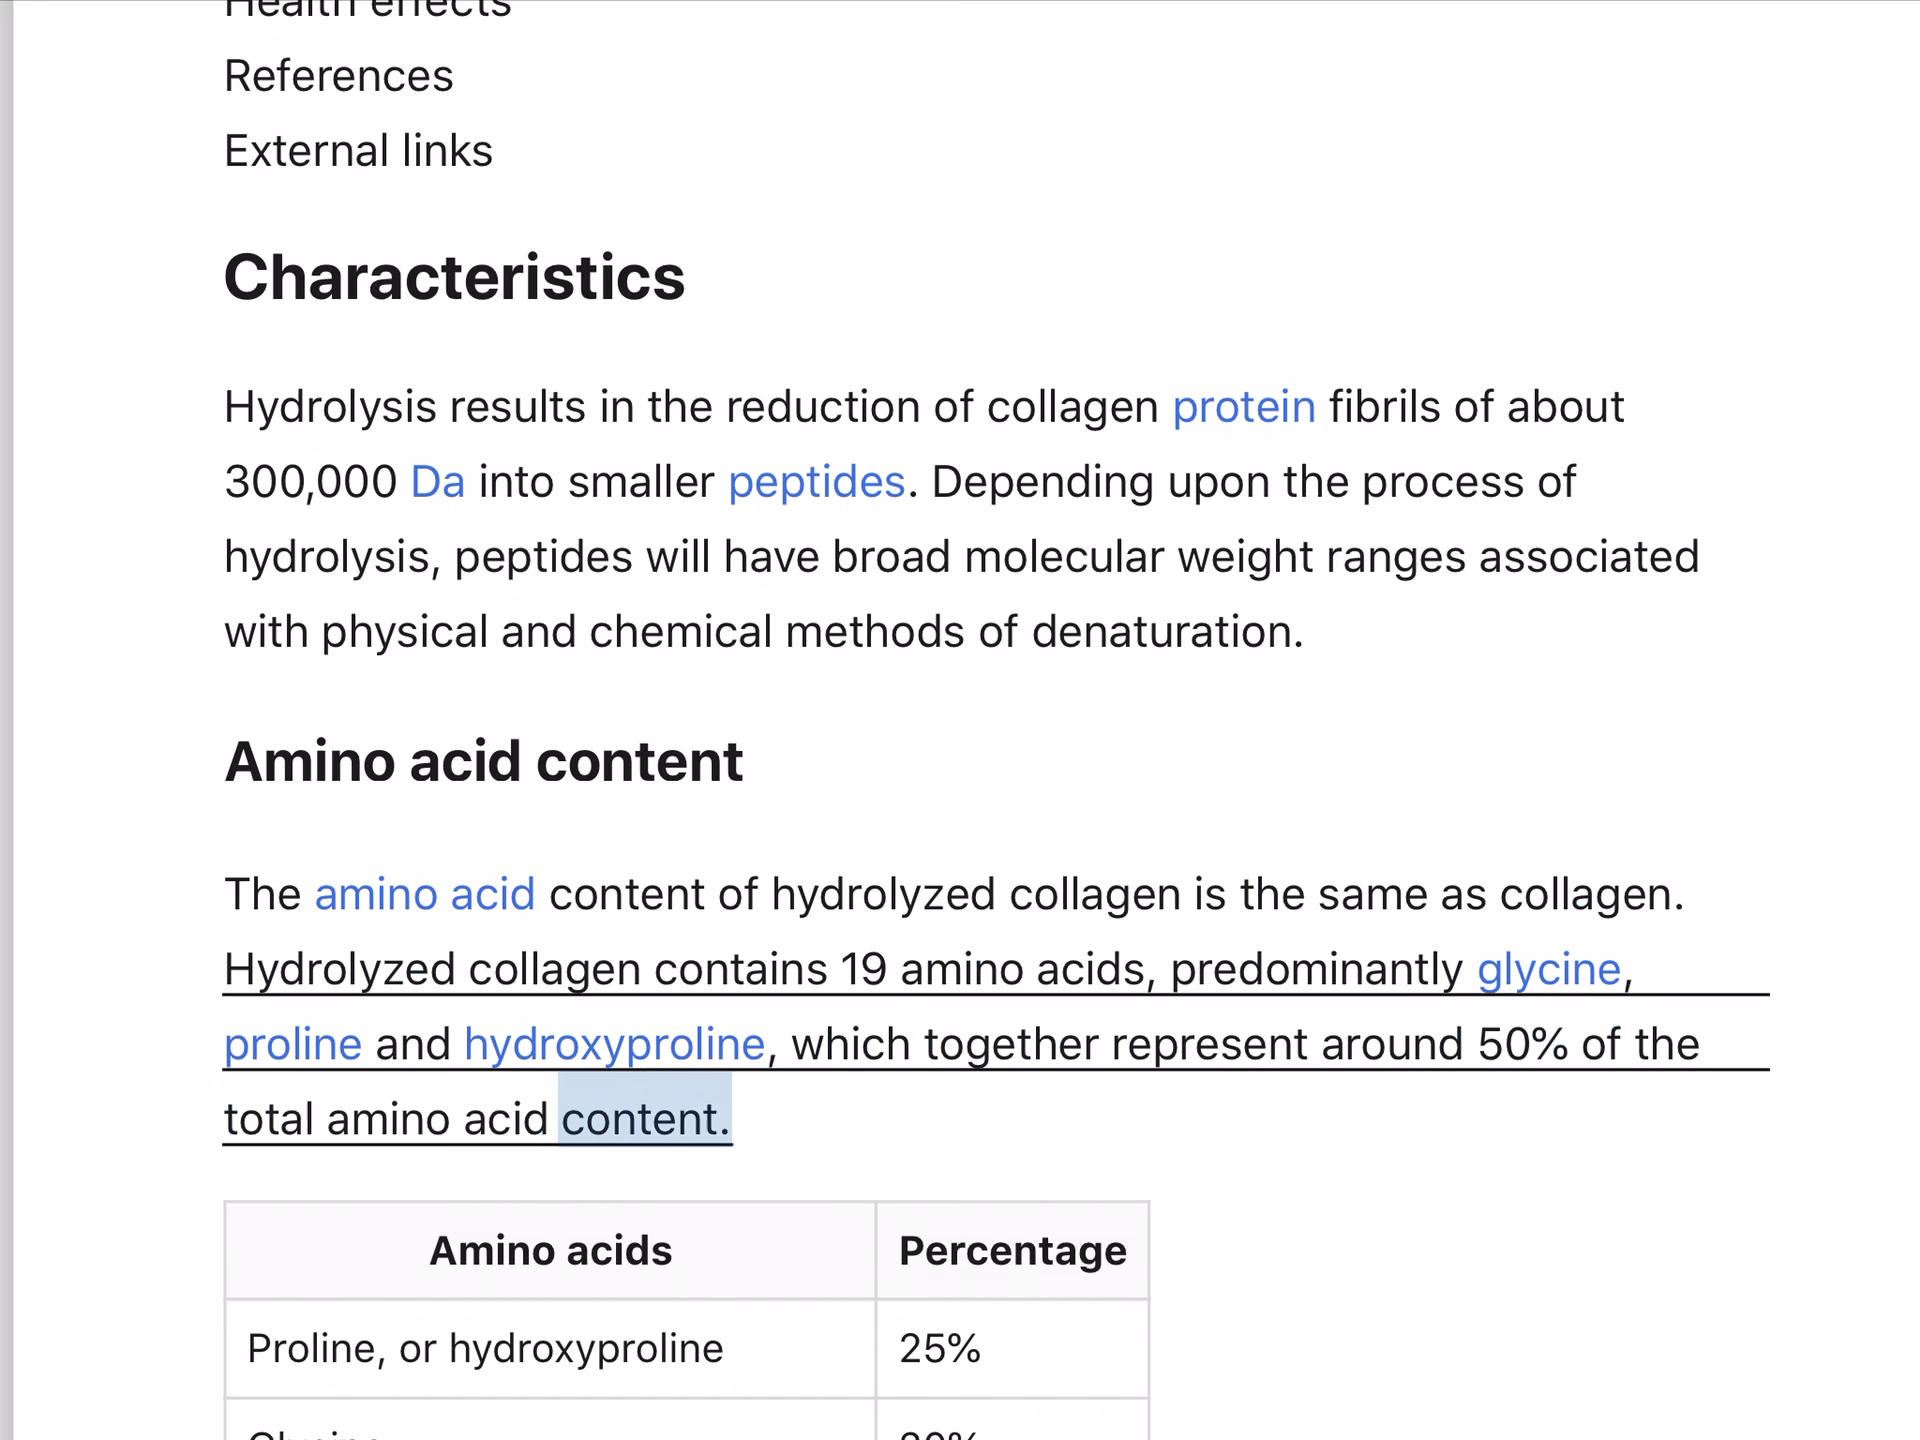 Health effects
References
External links
Characteristics
Hydrolysis results in the reduction of collagen protein fibrils of about
300,000 Da into smaller peptides. Depending upon the process of
hydrolysis, peptides will have broad molecular weight ranges associated
with physical and chemical methods of denaturation.
Amino acid content
The amino acid content of hydrolyzed collagen is the same as collagen.
Hydrolyzed collagen contains 19 amino acids, predominantly glycine,
proline and hydroxyproline, which together represent around 50% of the
total amino acid content.
Amino acids Percentage
Proline, or hydroxyproline 25%
Glycine